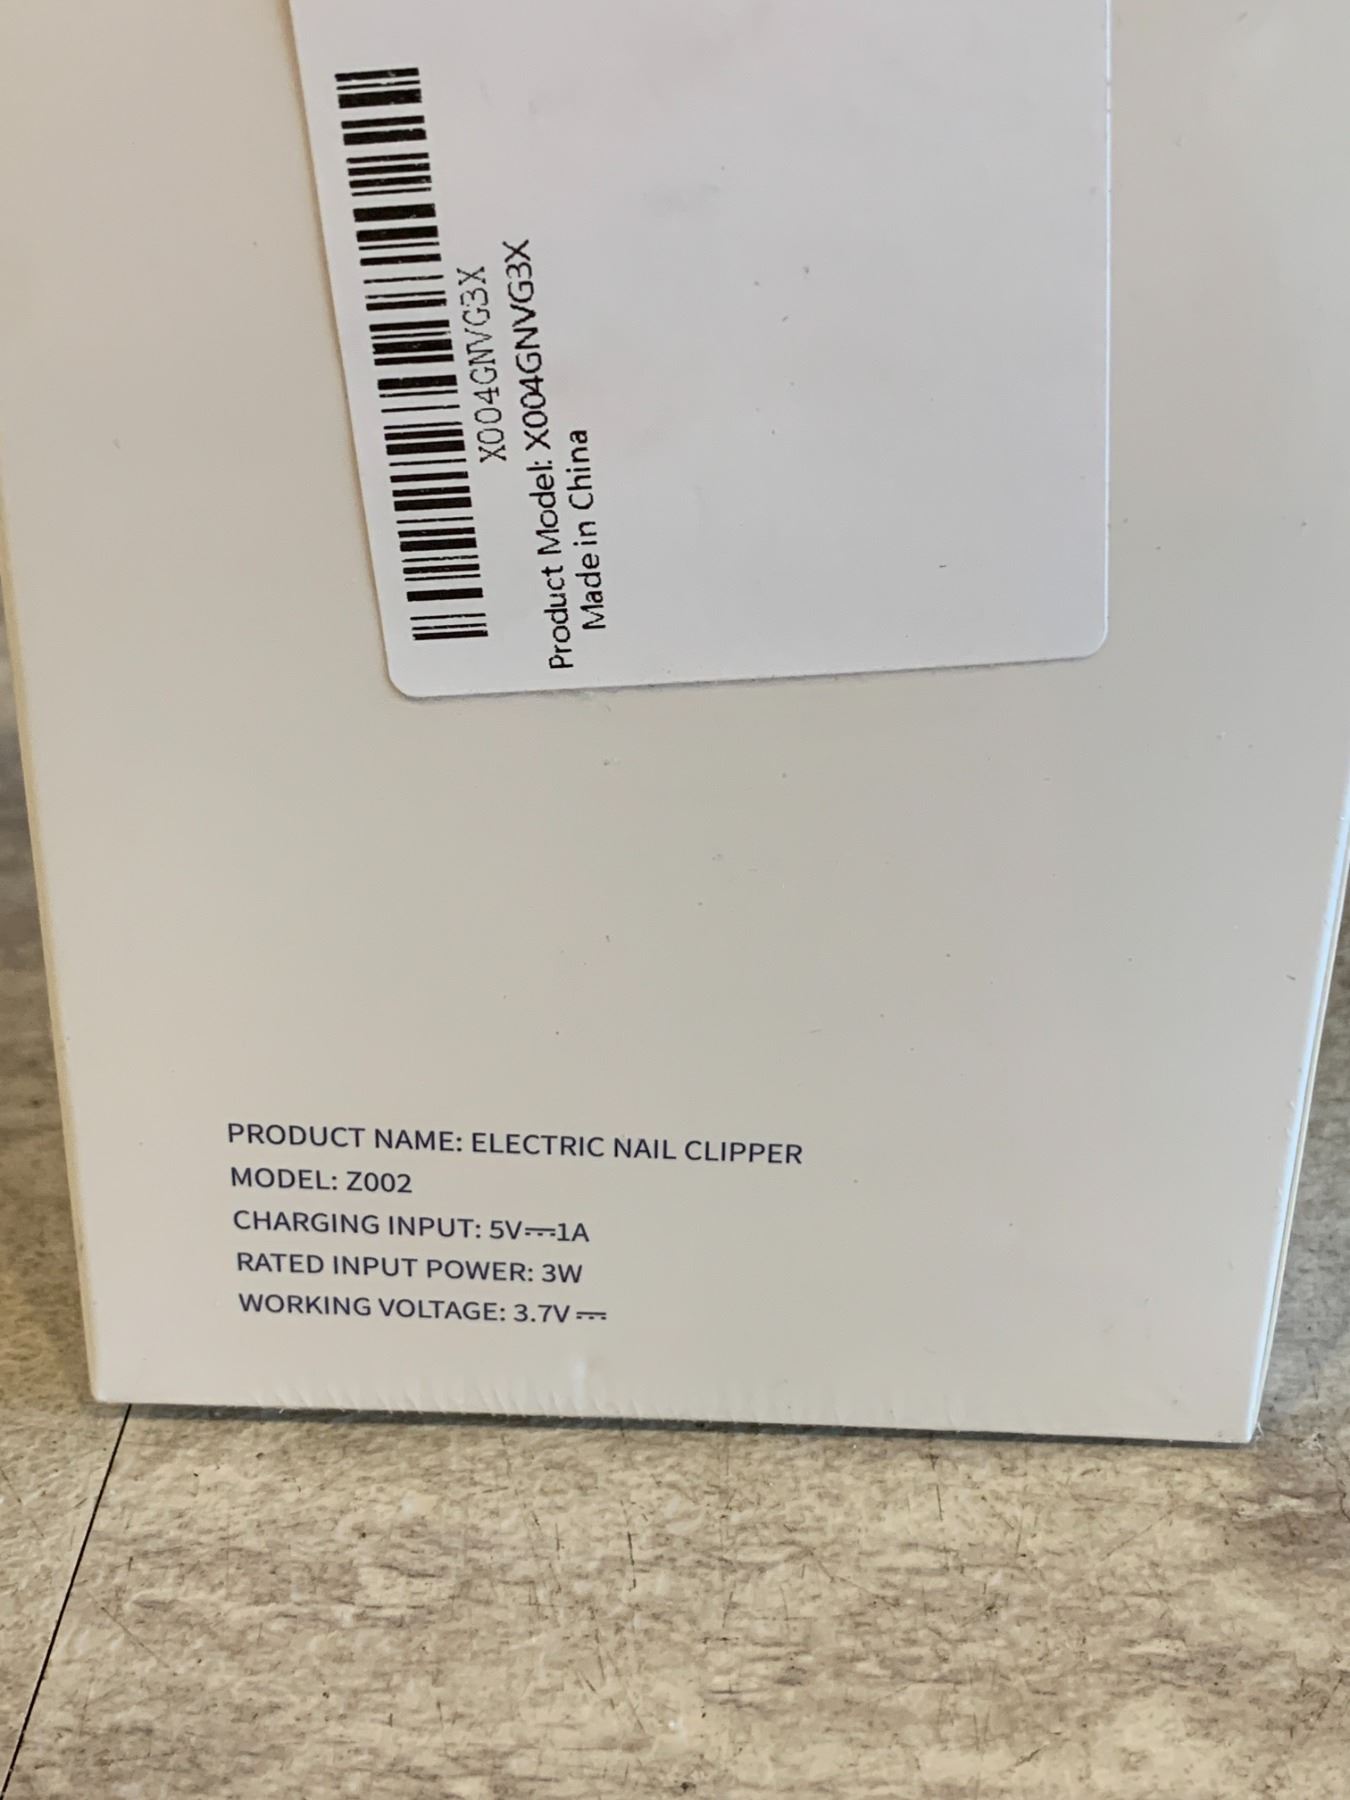 X004GNVG3X
Product Model: X004GNVG3X
Made in China
PRODUCT NAME: ELECTRIC NAIL CLIPPER
MODEL: Z002
CHARGING INPUT: 5V⎓1A
RATED INPUT POWER: 3W
WORKING VOLTAGE: 3.7V⎓